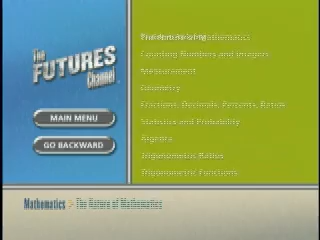 The FUTURES Channel
MAIN MENU
GO BACKWARD
Mathematics
Counting Numbers and Integers
Measurement
Geometry
Fractions, Decimals, Percents, Ratios
Statistics and Probability
Algebra
Trigonometric Ratios
Trigonometric Functions
Mathematics > The Nature of Mathematics